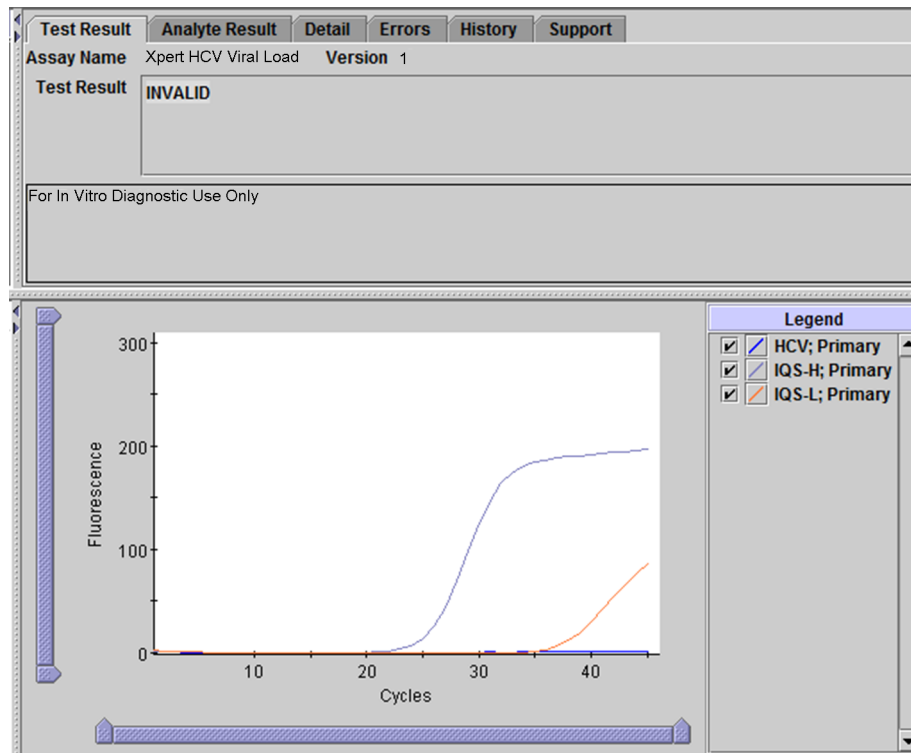 Test Result Analyte Result Detail Errors History Support
Assay Name Xpert HCV Viral Load Version 1
Test Result INVALID
For In Vitro Diagnostic Use Only
Legend
HCV; Primary
IQS-H; Primary
IQS-L; Primary
300
200
100
0
Fluorescence
10 20 30 40
Cycles